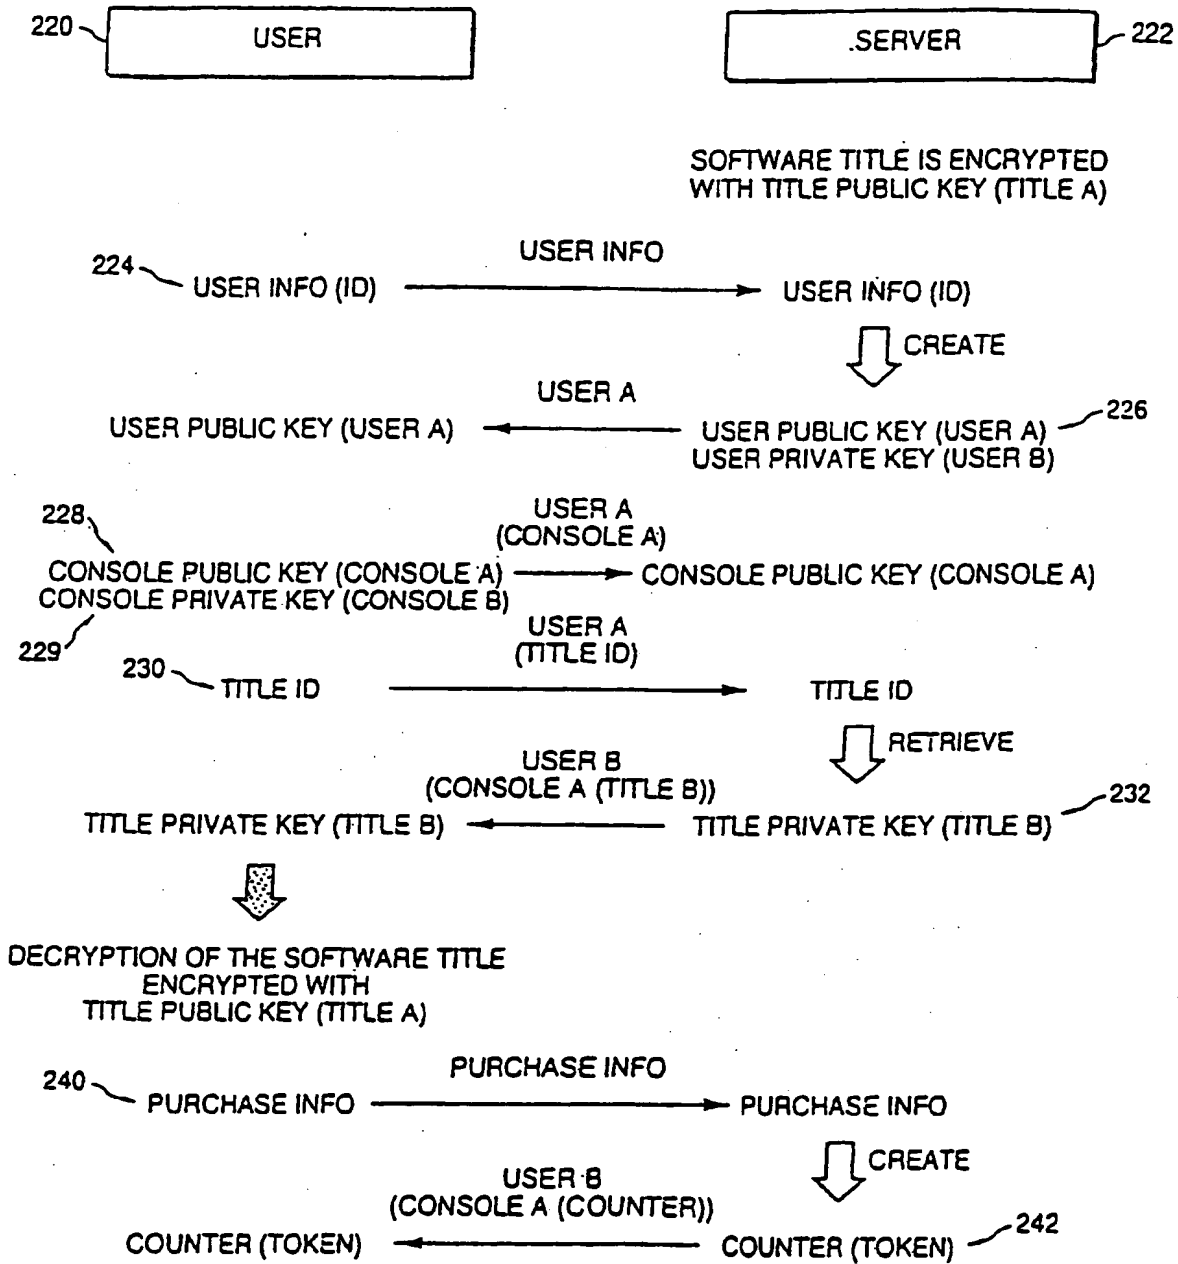 220
USER
.SERVER
222
SOFTWARE TITLE IS ENCRYPTED
WITH TITLE PUBLIC KEY (TITLE A)
USER INFO
224
USER INFO (ID)
USER INFO (ID)
CREATE
USER A
226
USER PUBLIC KEY (USER A)
USER PUBLIC KEY (USER A)
USER PRIVATE KEY (USER B)
228
USER A
(CONSOLE A)
CONSOLE PUBLIC KEY (CONSOLE A)
CONSOLE PUBLIC KEY (CONSOLE A)
CONSOLE PRIVATE KEY (CONSOLE B)
229
USER A
(TITLE ID)
230
TITLE ID
TITLE ID
RETRIEVE
USER B
(CONSOLE A (TITLE B))
232
TITLE PRIVATE KEY (TITLE B)
TITLE PRIVATE KEY (TITLE B)
DECRYPTION OF THE SOFTWARE TITLE
ENCRYPTED WITH
TITLE PUBLIC KEY (TITLE A)
PURCHASE INFO
240
PURCHASE INFO
PURCHASE INFO
CREATE
USER B
(CONSOLE A (COUNTER))
242
COUNTER (TOKEN)
COUNTER (TOKEN)